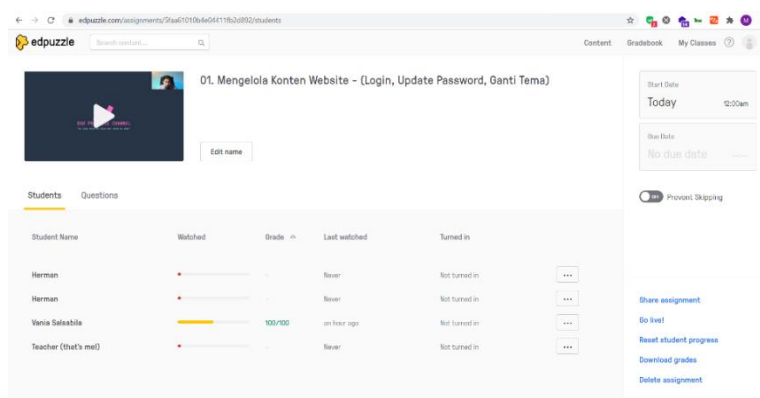 edpuzzle.com/assignments/5faa61010b4e04411fb2d892/students
edpuzzle
Search content...
Content Gradebook My Classes
01. Mengelola Konten Website - (Login, Update Password, Ganti Tema)
Edit name
Start Date
Today 12:00am
Due Date
No due date
OFF Prevent Skipping
Students Questions
Student Name Watched Grade Last watched Turned in
Herman – Never Not turned in ...
Herman – Never Not turned in ...
Vania Salsabila 100/100 an hour ago Not turned in ...
Teacher (that's me!) – Never Not turned in ...
Share assignment
Go live!
Reset student progress
Download grades
Delete assignment